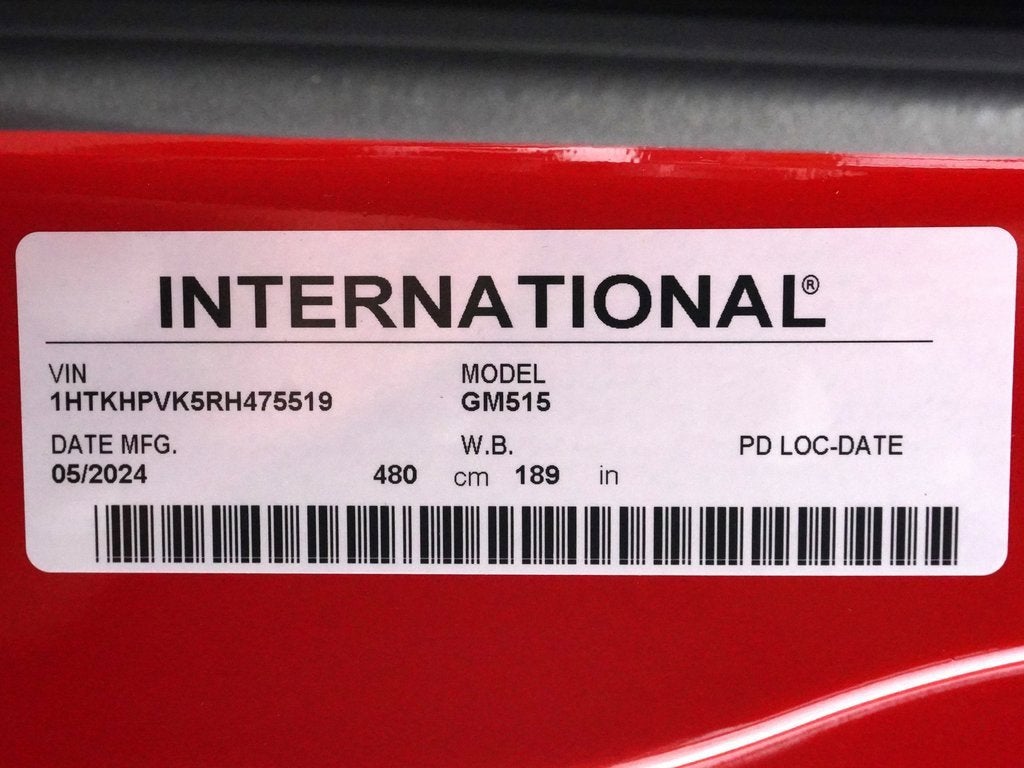 INTERNATIONAL®
VIN MODEL
1HTKHPVK5RH475519 GM515
DATE MFG. W.B. PD LOC-DATE
05/2024 480 cm 189 in